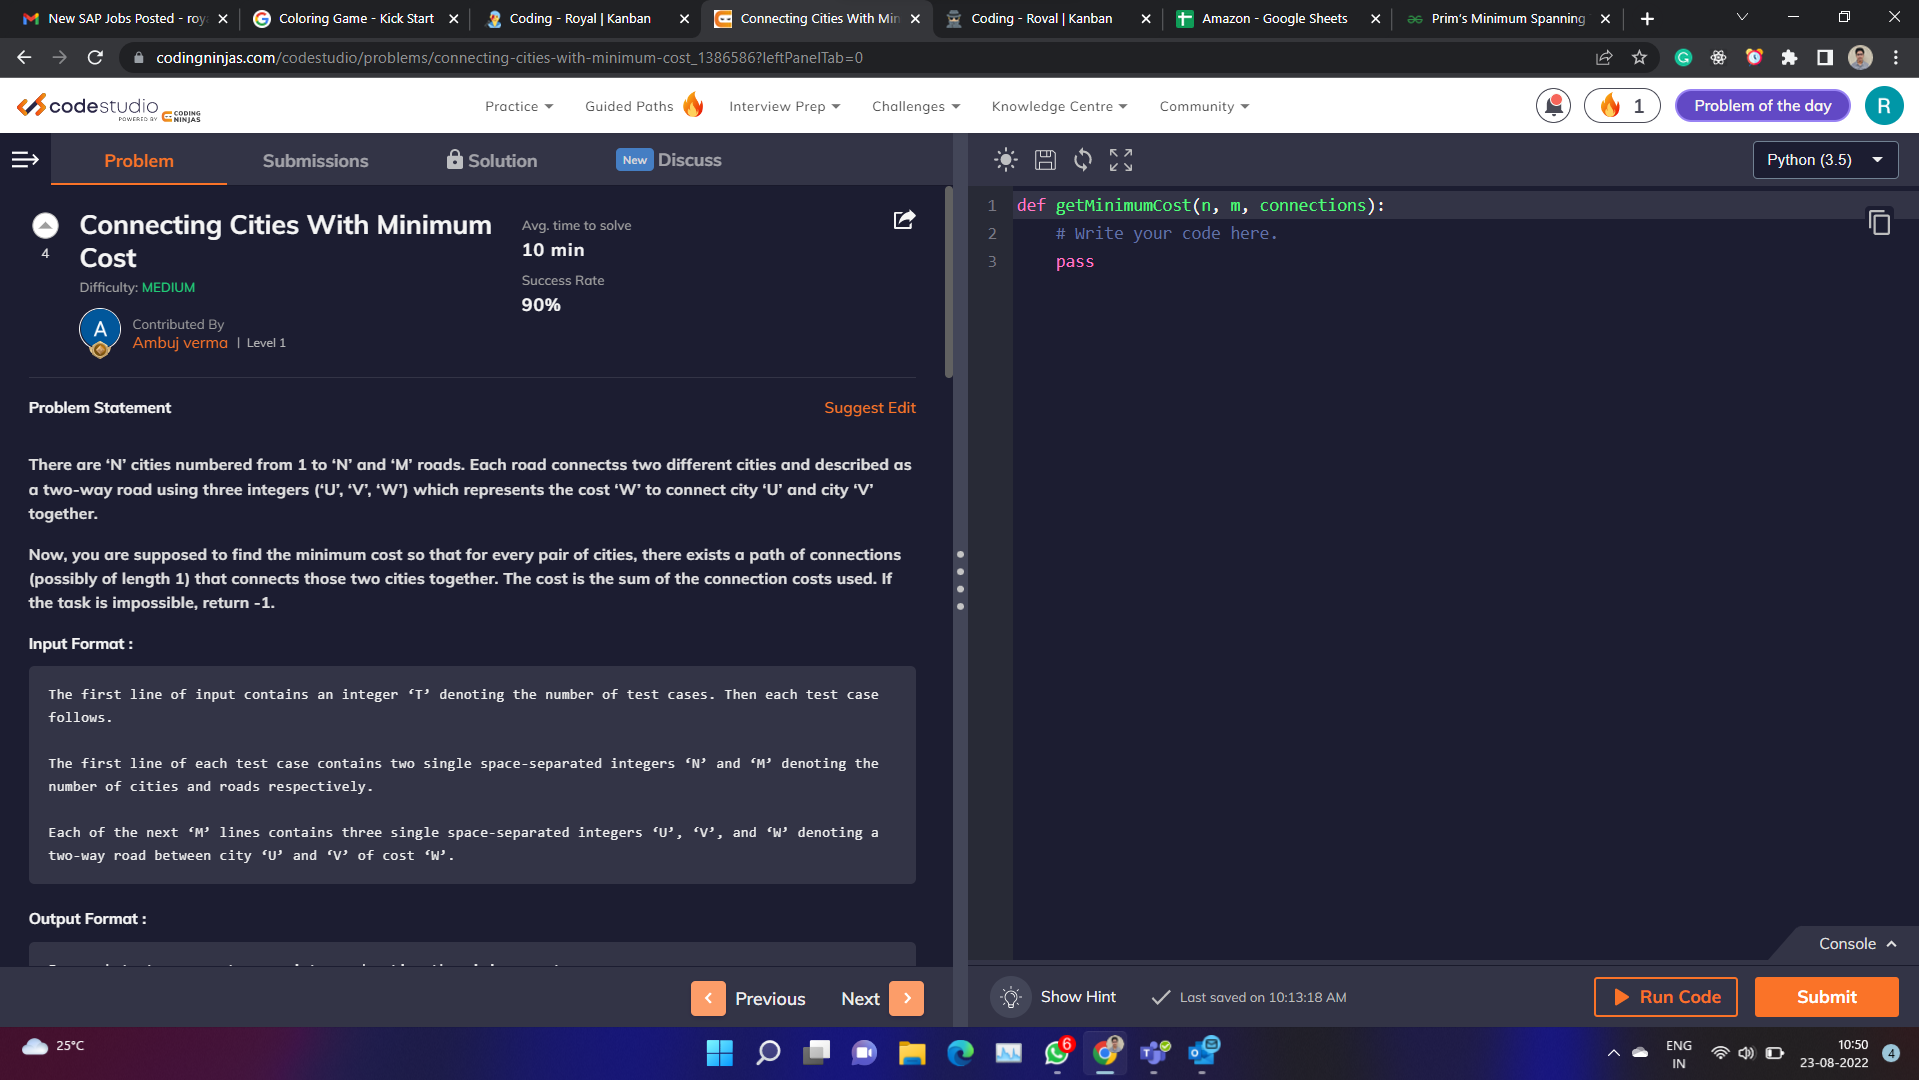 New SAP Jobs Posted - roy
Coloring Game - Kick Start
Coding - Royal | Kanban
Connecting Cities With Min
Coding - Royal | Kanban
Amazon - Google Sheets
Prim's Minimum Spanning
codingninjas.com/codestudio/problems/connecting-cities-with-minimum-cost_1386586?leftPanelTab=0
codestudio
POWERED BY CODING NINJAS
Practice
Guided Paths
Interview Prep
Challenges
Knowledge Centre
Community
1
Problem of the day
R
Problem
Submissions
Solution
New Discuss
Python (3.5)
4
Connecting Cities With Minimum
Cost
Difficulty: MEDIUM
A
Contributed By
Ambuj verma | Level 1
Avg. time to solve
10 min
Success Rate
90%
Problem Statement
Suggest Edit
There are ‘N’ cities numbered from 1 to ‘N’ and ‘M’ roads. Each road connectss two different cities and described as
a two-way road using three integers (‘U’, ‘V’, ‘W’) which represents the cost ‘W’ to connect city ‘U’ and city ‘V’
together.
Now, you are supposed to find the minimum cost so that for every pair of cities, there exists a path of connections
(possibly of length 1) that connects those two cities together. The cost is the sum of the connection costs used. If
the task is impossible, return -1.
Input Format :
The first line of input contains an integer ‘T’ denoting the number of test cases. Then each test case
follows.
The first line of each test case contains two single space-separated integers ‘N’ and ‘M’ denoting the
number of cities and roads respectively.
Each of the next ‘M’ lines contains three single space-separated integers ‘U’, ‘V’, and ‘W’ denoting a
two-way road between city ‘U’ and ‘V’ of cost ‘W’.
Output Format :
Previous
Next
1 def getMinimumCost(n, m, connections):
2 # Write your code here.
3 pass
Console
Show Hint
Last saved on 10:13:18 AM
Run Code
Submit
25°C
6
ENG
IN
10:50
23-08-2022
4